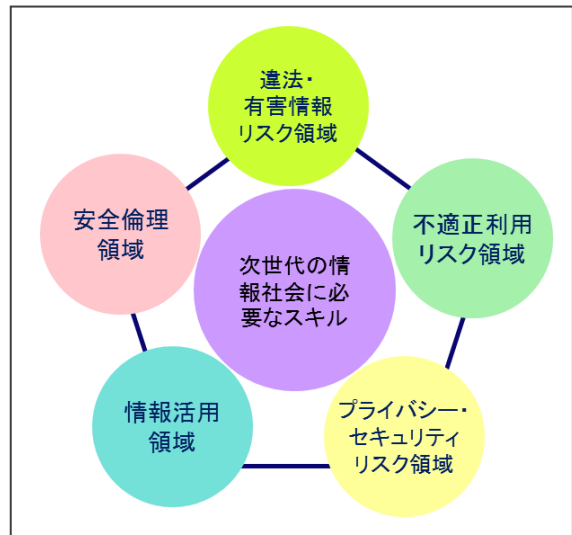 違法・
有害情報
リスク領域
安全倫理
領域
不適正利用
リスク領域
次世代の情
報社会に必
要なスキル
情報活用
領域
プライバシー・
セキュリティ
リスク領域